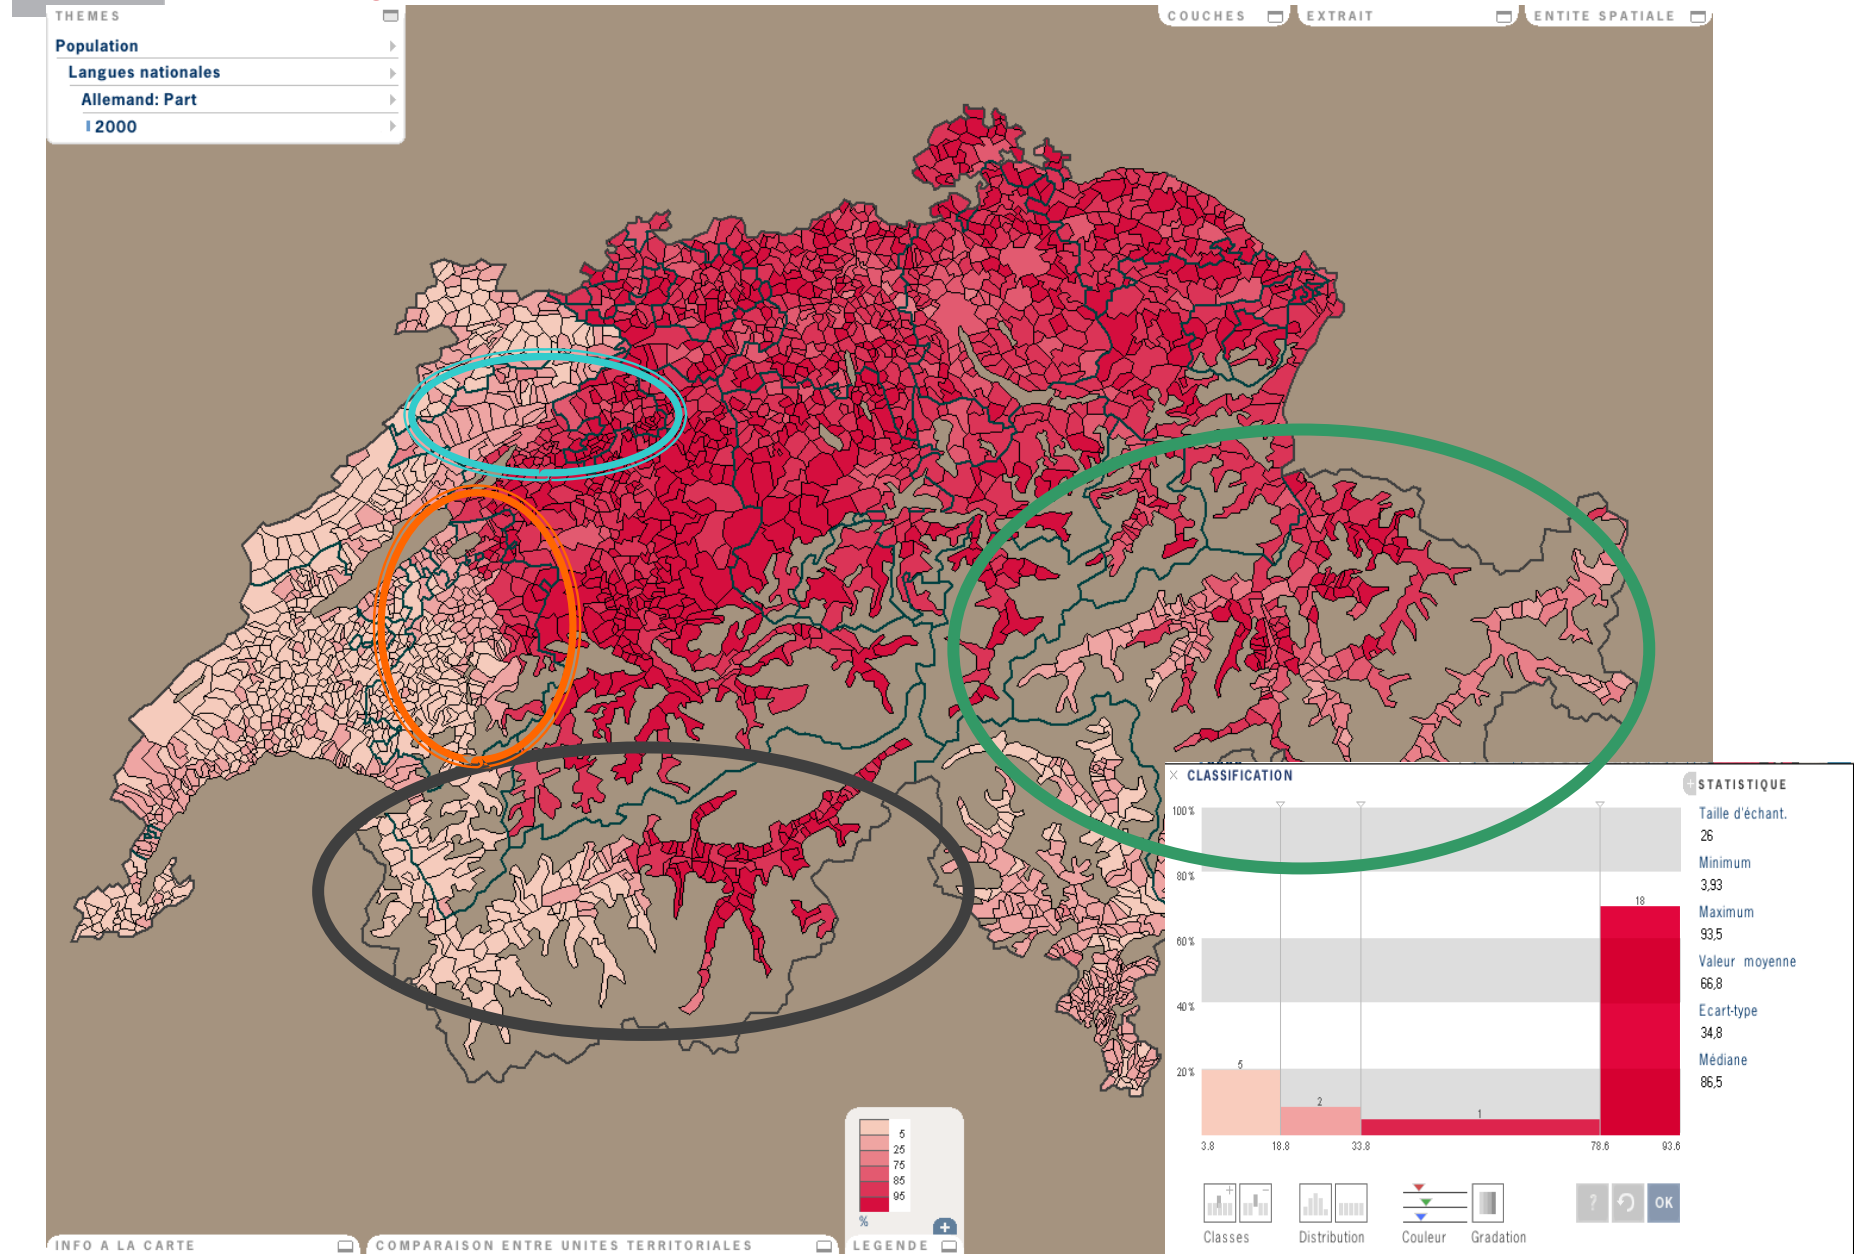 THEMES
Population
Langues nationales
Allemand: Part
2000
COUCHES
EXTRAIT
ENTITE SPATIALE
CLASSIFICATION
100%
80%
60%
40%
20%
5
2
1
18
3.8
18.8
33.8
78.6
93.6
Classes
Distribution
Couleur
Gradation
?
OK
STATISTIQUE
Taille d'échant.
26
Minimum
3,93
Maximum
93,5
Valeur moyenne
66,8
Ecart-type
34,8
Médiane
86,5
5
25
75
85
95
%
INFO A LA CARTE
COMPARAISON ENTRE UNITES TERRITORIALES
LEGENDE